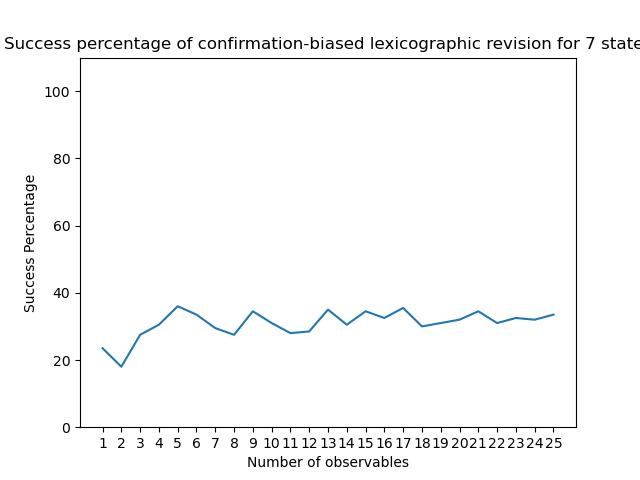 Success percentage of confirmation-biased lexicographic revision for 7 state
100
80
60
40
20
0
Success Percentage
1 2 3 4 5 6 7 8 9 10 11 12 13 14 15 16 17 18 19 20 21 22 23 24 25
Number of observables